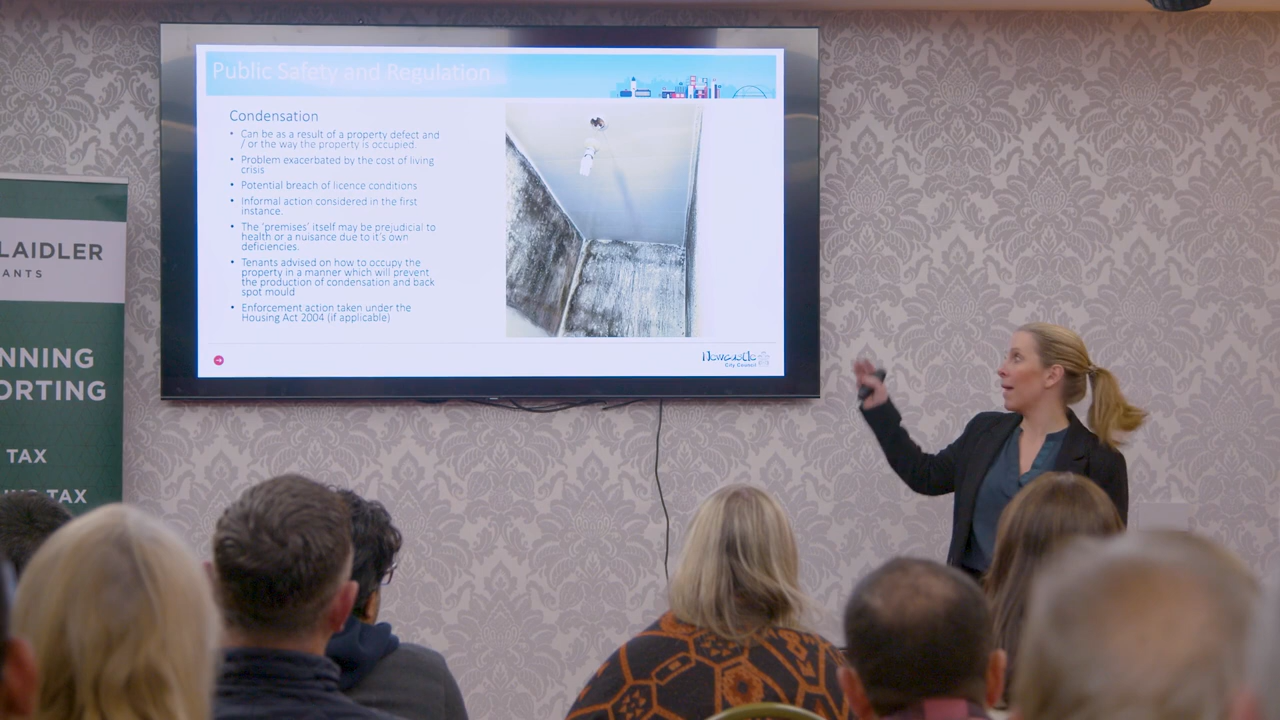 Public Safety and Regulation
Condensation
• Can be as a result of a property defect and
/ or the way the property is occupied.
• Problem exacerbated by the cost of living
crisis
• Potential breach of licence conditions
• Informal action considered in the first
instance.
• The 'premises' itself may be prejudicial to
health or a nuisance due to it's own
deficiencies.
• Tenants advised on how to occupy the
property in a manner which will prevent
the production of condensation and back
spot mould
• Enforcement action taken under the
Housing Act 2004 (if applicable)
Newcastle
City Council
LAIDLER
ANTS
NNING
ORTING
TAX
TAX